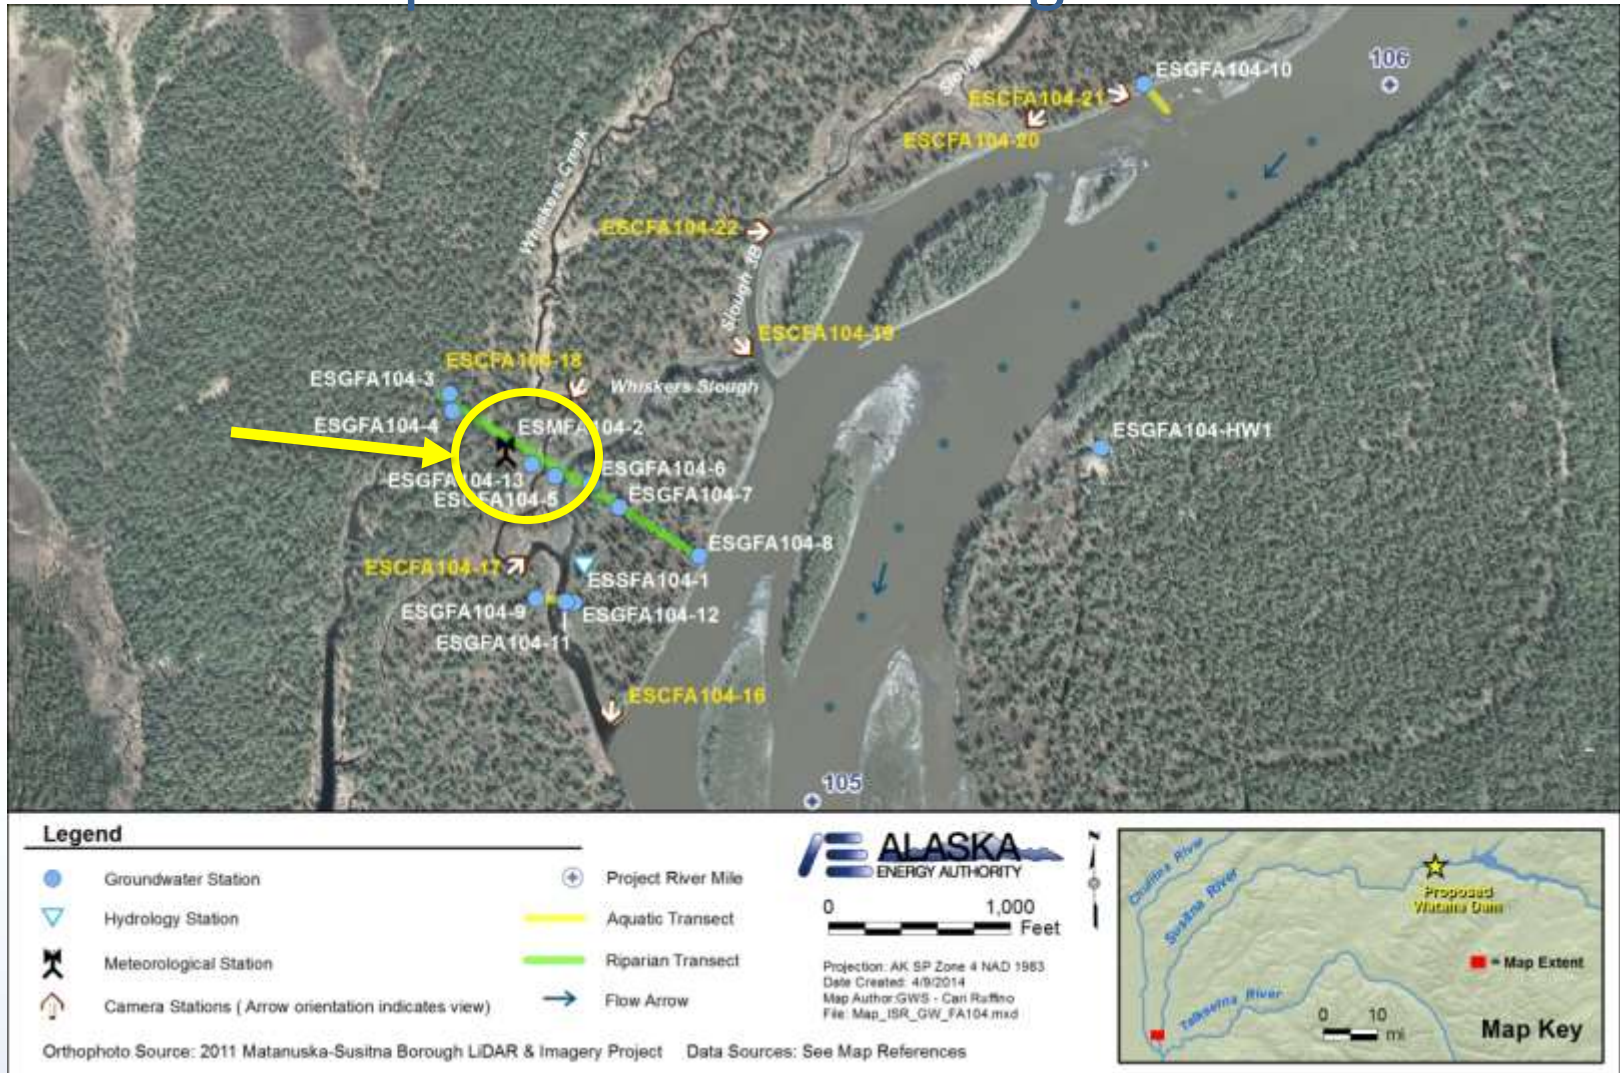 106
ESGFA104-10
Slough
ESCFA104-21
ESCFA104-20
Whiskers Creek
ESCFA104-22
Slough 3B
ESCFA104-19
ESCFA104-18
ESGFA104-3
Whiskers Slough
ESGFA104-4
ESMFA104-2
ESGFA104-HW1
ESGFA104-6
ESGFA104-13
ESGFA104-7
ESGFA104-5
ESGFA104-8
ESCFA104-17
ESSFA104-1
ESGFA104-9
ESGFA104-12
ESGFA104-11
ESCFA104-16
105
Legend
Groundwater Station
Hydrology Station
Meteorological Station
Camera Stations ( Arrow orientation indicates view)
Project River Mile
Aquatic Transect
Riparian Transect
Flow Arrow
Orthophoto Source: 2011 Matanuska-Susitna Borough LiDAR & Imagery Project Data Sources: See Map References
ALASKA
ENERGY AUTHORITY
0 1,000
Feet
Projection: AK SP Zone 4 NAD 1983
Date Created: 4/9/2014
Map Author:GWS - Cari Ruffino
File: Map_ISR_GW_FA104.mxd
N
Chulitna River
Susitna River
Proposed
Watana Dam
= Map Extent
Talkeetna River
0 10
mi
Map Key